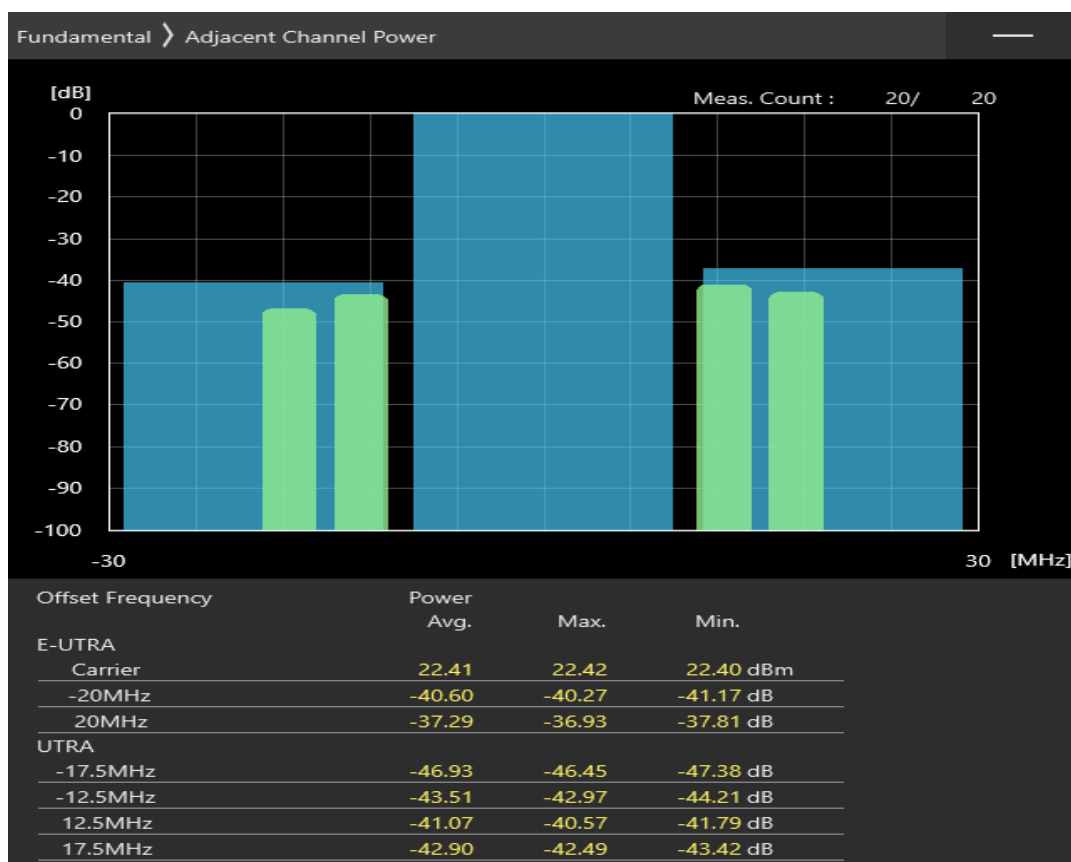 Fundamental ❯ Adjacent Channel Power
[dB]
Meas. Count : 20/ 20
0
-10
-20
-30
-40
-50
-60
-70
-80
-90
-100
-30 30 [MHz]
Offset Frequency Power
Avg. Max. Min.
E-UTRA
Carrier 22.41 22.42 22.40 dBm
-20MHz -40.60 -40.27 -41.17 dB
20MHz -37.29 -36.93 -37.81 dB
UTRA
-17.5MHz -46.93 -46.45 -47.38 dB
-12.5MHz -43.51 -42.97 -44.21 dB
12.5MHz -41.07 -40.57 -41.79 dB
17.5MHz -42.90 -42.49 -43.42 dB